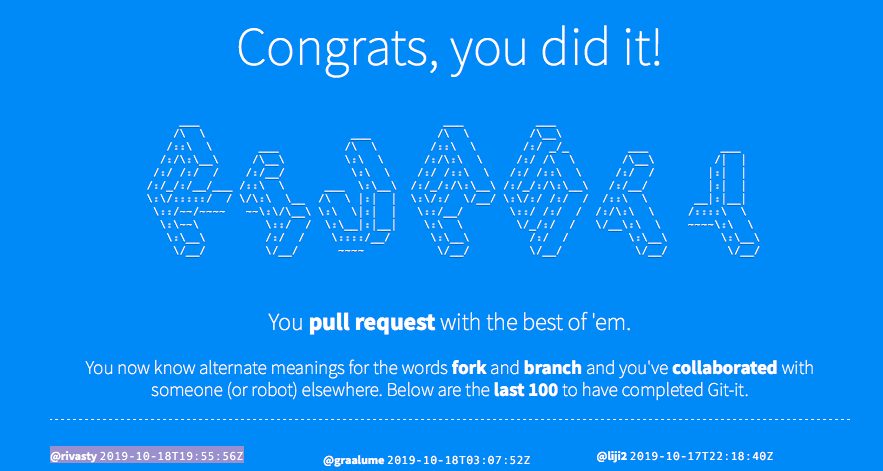 Congrats, you did it!
You pull request with the best of 'em.
You now know alternate meanings for the words fork and branch and you've collaborated with
someone (or robot) elsewhere. Below are the last 100 to have completed Git-it.
@rivasty 2019-10-18T19:55:56Z
@graalume 2019-10-18T03:07:52Z
@liji2 2019-10-17T22:18:40Z